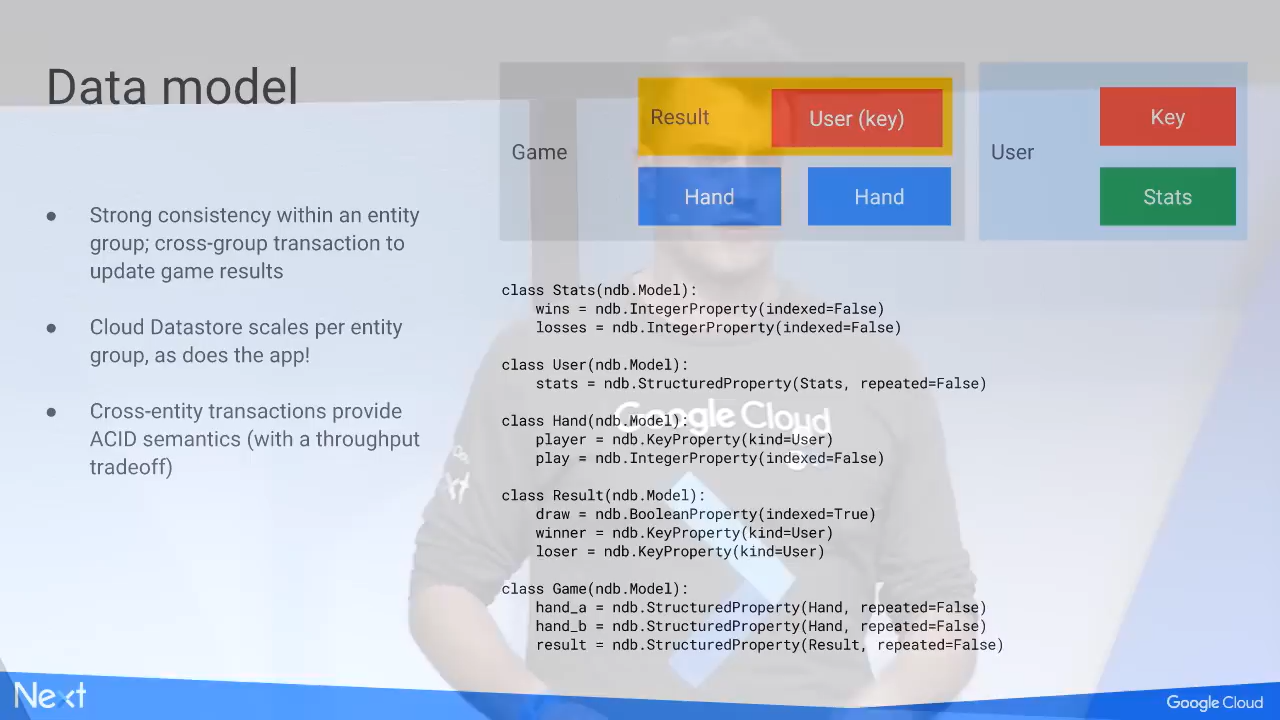 Data model
Strong consistency within an entity
group; cross-group transaction to
update game results
Cloud Datastore scales per entity
group, as does the app!
Cross-entity transactions provide
ACID semantics (with a throughput
tradeoff)
Game
Result
User (key)
Hand
Hand
User
Key
Stats
class Stats(ndb.Model):
    wins = ndb.IntegerProperty(indexed=False)
    losses = ndb.IntegerProperty(indexed=False)
class User(ndb.Model):
    stats = ndb.StructuredProperty(Stats, repeated=False)
class Hand(ndb.Model):
    player = ndb.KeyProperty(kind=User)
    play = ndb.IntegerProperty(indexed=False)
class Result(ndb.Model):
    draw = ndb.BooleanProperty(indexed=True)
    winner = ndb.KeyProperty(kind=User)
    loser = ndb.KeyProperty(kind=User)
class Game(ndb.Model):
    hand_a = ndb.StructuredProperty(Hand, repeated=False)
    hand_b = ndb.StructuredProperty(Hand, repeated=False)
    result = ndb.StructuredProperty(Result, repeated=False)
Google Cloud
Next
Google Cloud